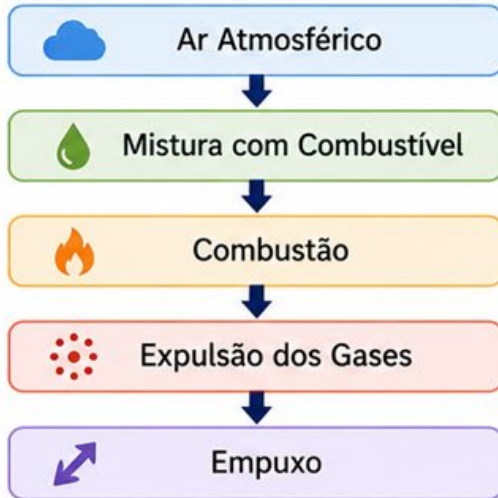 Ar Atmosférico
Mistura com Combustível
Combustão
Expulsão dos Gases
Empuxo